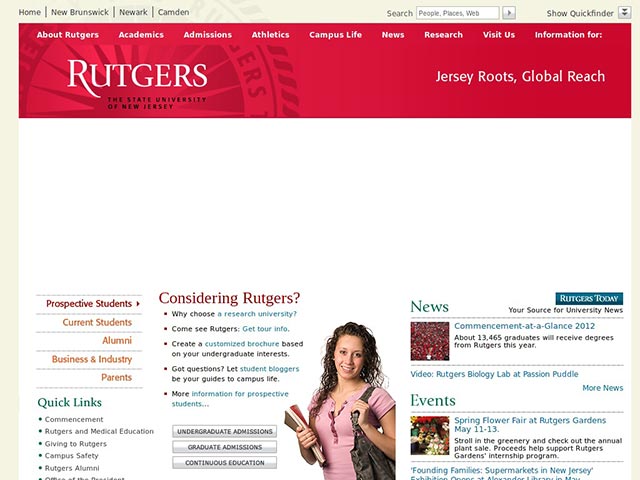 Home New Brunswick Newark Camden
Search People, Places, Web Show Quickfinder
About Rutgers Academics Admissions Athletics Campus Life News Research Visit Us Information for:
RUTGERS
THE STATE UNIVERSITY
OF NEW JERSEY
Jersey Roots, Global Reach
Prospective Students
Current Students
Alumni
Business & Industry
Parents
Quick Links
Commencement
Rutgers and Medical Education
Giving to Rutgers
Campus Safety
Rutgers Alumni
Office of the President
Considering Rutgers?
Why choose a research university?
Come see Rutgers: Get tour info.
Create a customized brochure based
on your undergraduate interests.
Got questions? Let student bloggers
be your guides to campus life.
More information for prospective
students...
UNDERGRADUATE ADMISSIONS
GRADUATE ADMISSIONS
CONTINUOUS EDUCATION
RUTGERS TODAY
News
Your Source for University News
Commencement-at-a-Glance 2012
About 13,465 graduates will receive degrees
from Rutgers this year.
Video: Rutgers Biology Lab at Passion Puddle
More News
Events
Spring Flower Fair at Rutgers Gardens
May 11-13.
Stroll in the greenery and check out the annual
plant sale. Proceeds help support Rutgers
Gardens' internship program.
'Founding Families: Supermarkets in New Jersey'
Exhibition Opens at Alexander Library in May